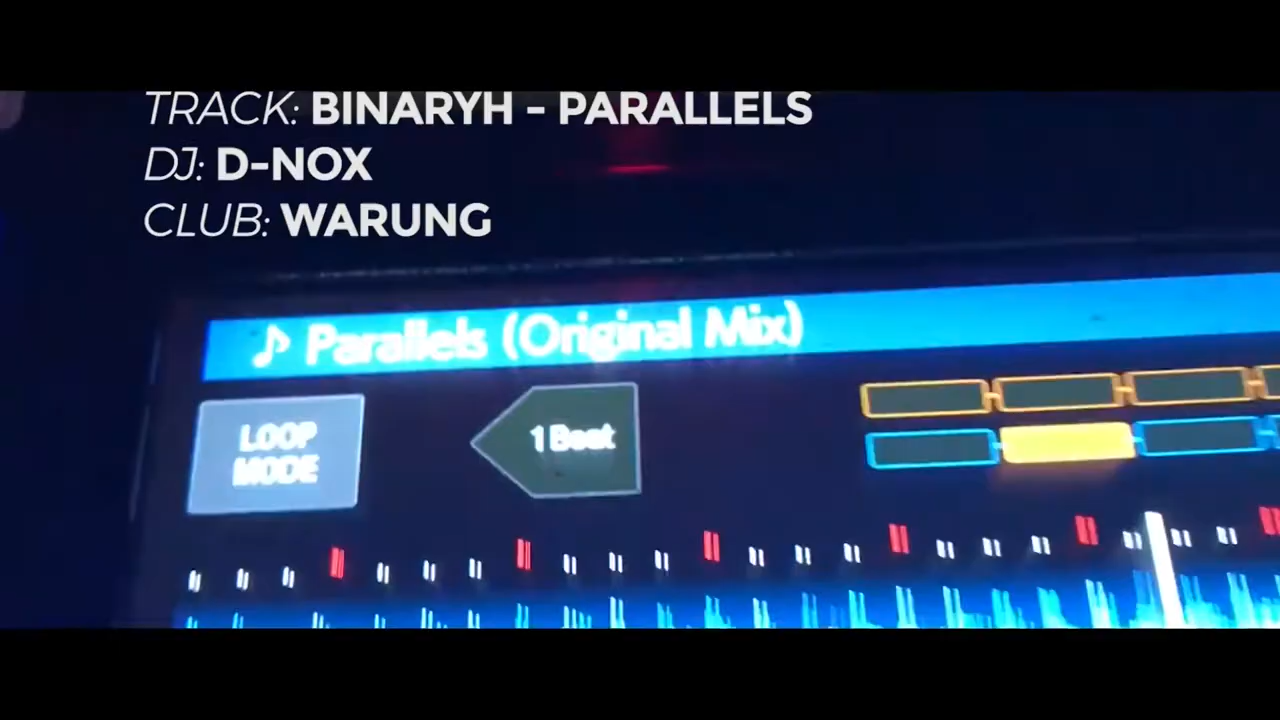 TRACK: BINARYH - PARALLELS
DJ: D-NOX
CLUB: WARUNG
♪ Parallels (Original Mix)
LOOP
MODE
1 Beat